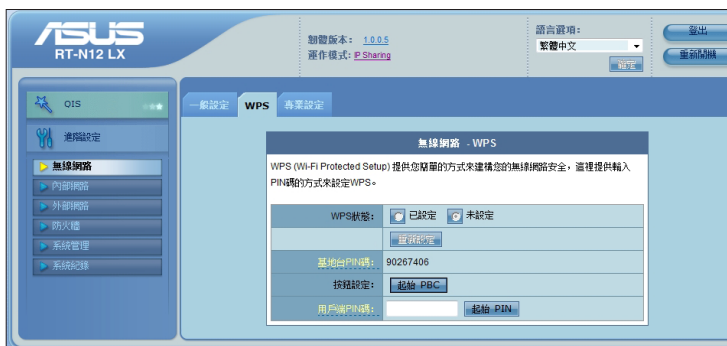 ASUS
RT-N12 LX
韌體版本: 1.0.0.5
運作模式: IP Sharing
語言選項:
繁體中文
確定
登出
重新開機
QIS
進階設定
無線網路
內部網路
外部網路
防火牆
系統管理
系統紀錄
一般設定 WPS 專業設定
無線網路 - WPS
WPS (Wi-Fi Protected Setup) 提供您簡單的方式來建構您的無線網路安全，這裡提供輸入
PIN碼的方式來設定WPS。
WPS狀態: 已設定 未設定
重新設定
基地台PIN碼: 90267406
按鈕設定: 起始 PBC
用戶端PIN碼: 起始 PIN